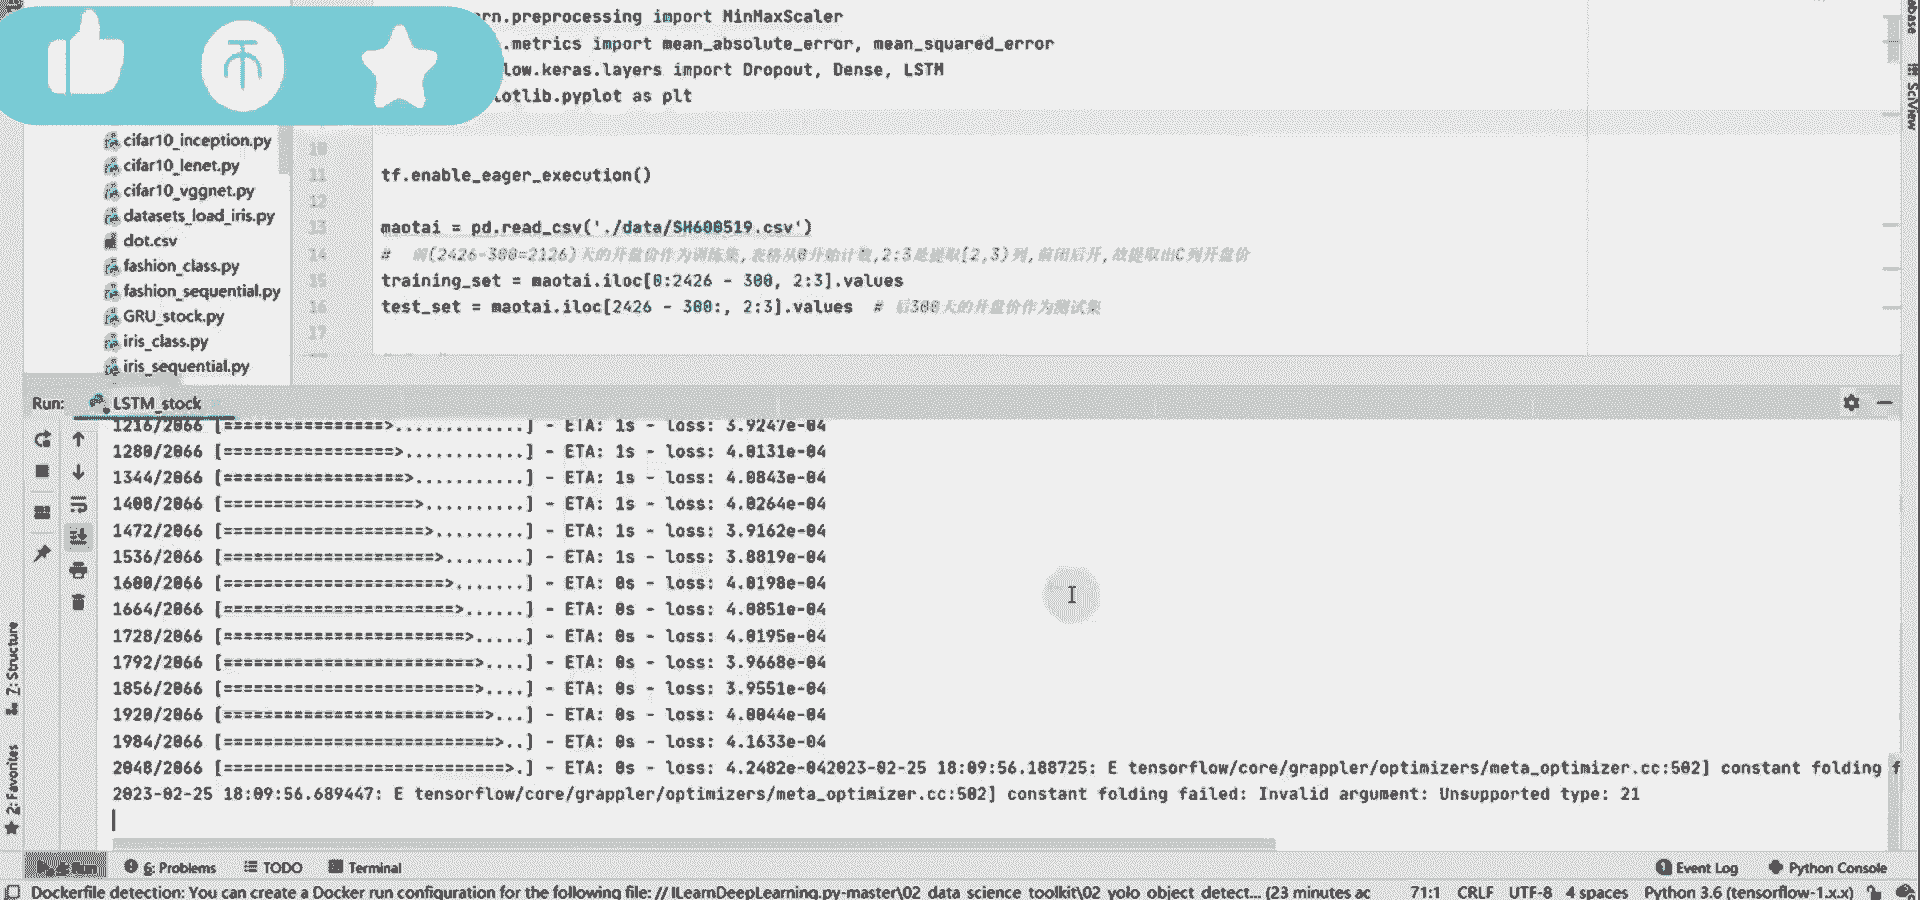 rn.preprocessing import MinMaxScaler
.metrics import mean_absolute_error, mean_squared_error
low.keras.layers import Dropout, Dense, LSTM
otlib.pyplot as plt
cifar10_inception.py
cifar10_lenet.py
cifar10_vggnet.py
datasets_load_iris.py
dot.csv
fashion_class.py
fashion_sequential.py
GRU_stock.py
iris_class.py
iris_sequential.py
10
11 tf.enable_eager_execution()
12
13 maotai = pd.read_csv('./data/SH600519.csv')
14 # 前(2426-300=2126)天的开盘价作为训练集,表格从0开始计数,2:3是提取[2,3)列,前闭后开,故提取出C列开盘价
15 training_set = maotai.iloc[0:2426 - 300, 2:3].values
16 test_set = maotai.iloc[2426 - 300:, 2:3].values # 后300天的开盘价作为测试集
17
Run: LSTM_stock
1216/2066 [================>.............] - ETA: 1s - loss: 3.9247e-04
1280/2066 [=================>............] - ETA: 1s - loss: 4.0131e-04
1344/2066 [==================>...........] - ETA: 1s - loss: 4.0843e-04
1408/2066 [===================>..........] - ETA: 1s - loss: 4.0264e-04
1472/2066 [====================>.........] - ETA: 1s - loss: 3.9162e-04
1536/2066 [=====================>........] - ETA: 1s - loss: 3.8819e-04
1600/2066 [======================>.......] - ETA: 0s - loss: 4.0198e-04
1664/2066 [=======================>......] - ETA: 0s - loss: 4.0851e-04
1728/2066 [========================>.....] - ETA: 0s - loss: 4.0195e-04
1792/2066 [=========================>....] - ETA: 0s - loss: 3.9668e-04
1856/2066 [=========================>....] - ETA: 0s - loss: 3.9551e-04
1920/2066 [==========================>...] - ETA: 0s - loss: 4.0044e-04
1984/2066 [===========================>..] - ETA: 0s - loss: 4.1633e-04
2048/2066 [============================>.] - ETA: 0s - loss: 4.2482e-042023-02-25 18:09:56.188725: E tensorflow/core/grappler/optimizers/meta_optimizer.cc:502] constant folding f
2023-02-25 18:09:56.689447: E tensorflow/core/grappler/optimizers/meta_optimizer.cc:502] constant folding failed: Invalid argument: Unsupported type: 21
4: Run 6: Problems TODO Terminal Event Log Python Console
Dockerfile detection: You can create a Docker run configuration for the following file: // ILearnDeepLearning.py-master\02_data_science_toolkit\02_yolo_object_detect... (23 minutes ac 71:1 CRLF UTF-8 4 spaces Python 3.6 (tensorflow-1.x.x)
abase
SciView
7: Structure
2: Favorites